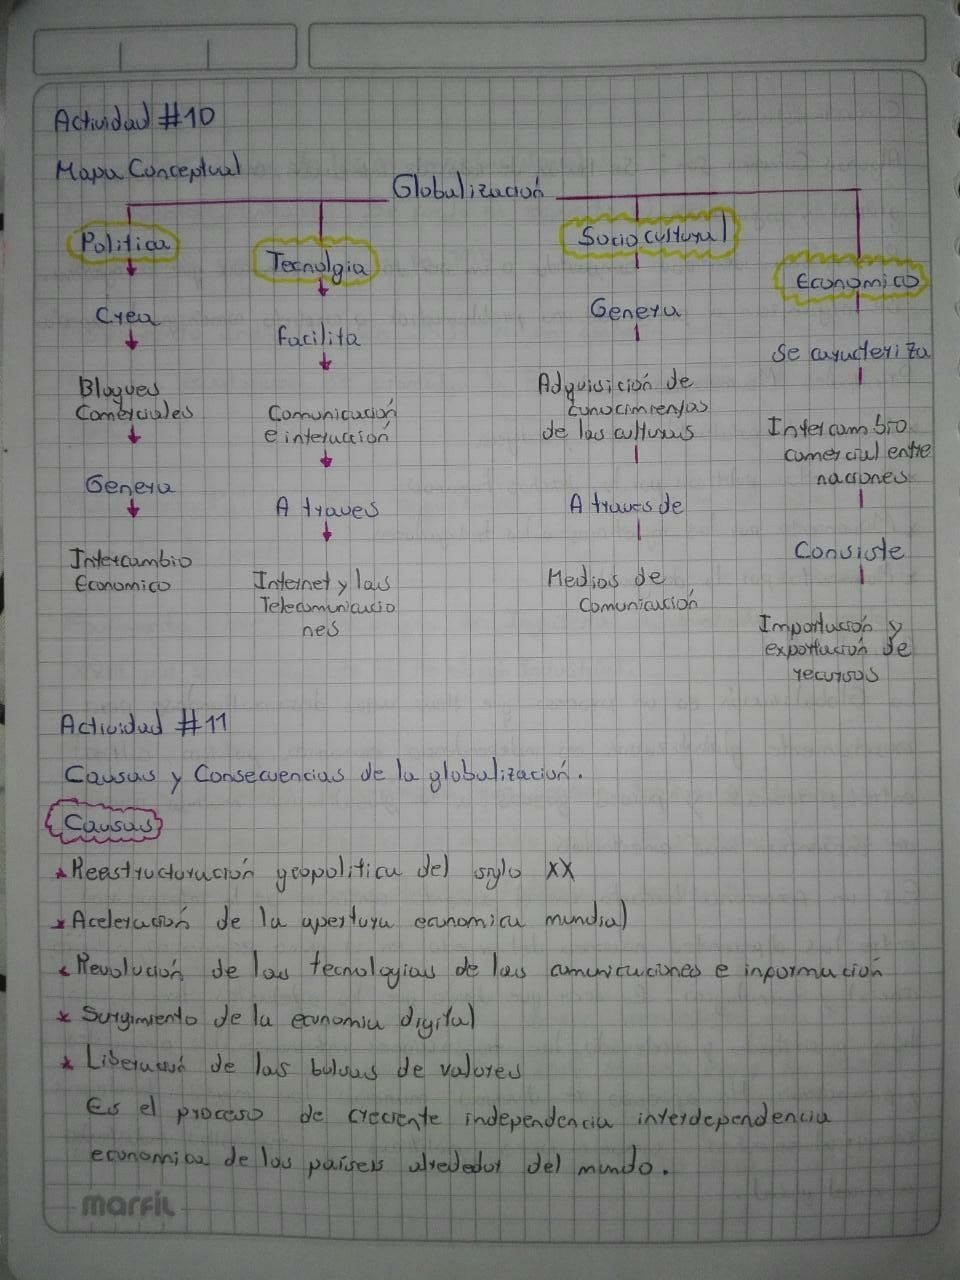 Actividad #10
Mapa Conceptual
Globalización
Politica
Crea
Bloques
Comerciales
Genera
Intercambio
Economico
Tecnolgia
Facilita
Comunicación
e interacción
A traves
Internet y las
Telecomunicacio
nes
Socio cultural
Genera
Adquisición de
conocimientos
de las culturas
A traves de
Medios de
Comunicación
Economico
Se caracteriza
Intercambio
comercial entre
naciones
Consiste
Importación y
exportación de
recursos
Actividad #11
Causas y Consecuencias de la globalización.
Causas
* Reestructuración geopolitica del siglo XX
* Aceleración de la apertura economica mundial
* Revolución de las tecnologias de las comunicaciones e información
* Surgimiento de la economia digital
* Liberació de las bolsas de valores
Es el proceso de creciente independencia interdependencia
economica de los países alrededor del mundo.
marfil